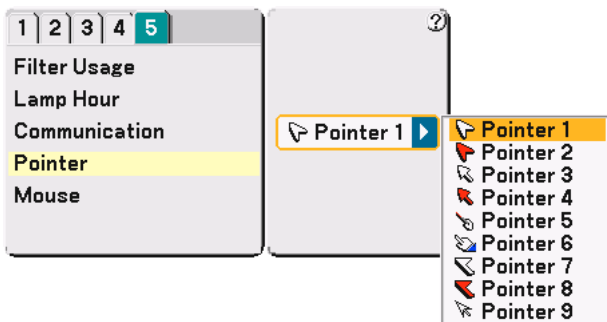 1 2 3 4 5
Filter Usage
Lamp Hour
Communication
Pointer
Mouse
?
Pointer 1
Pointer 1
Pointer 2
Pointer 3
Pointer 4
Pointer 5
Pointer 6
Pointer 7
Pointer 8
Pointer 9